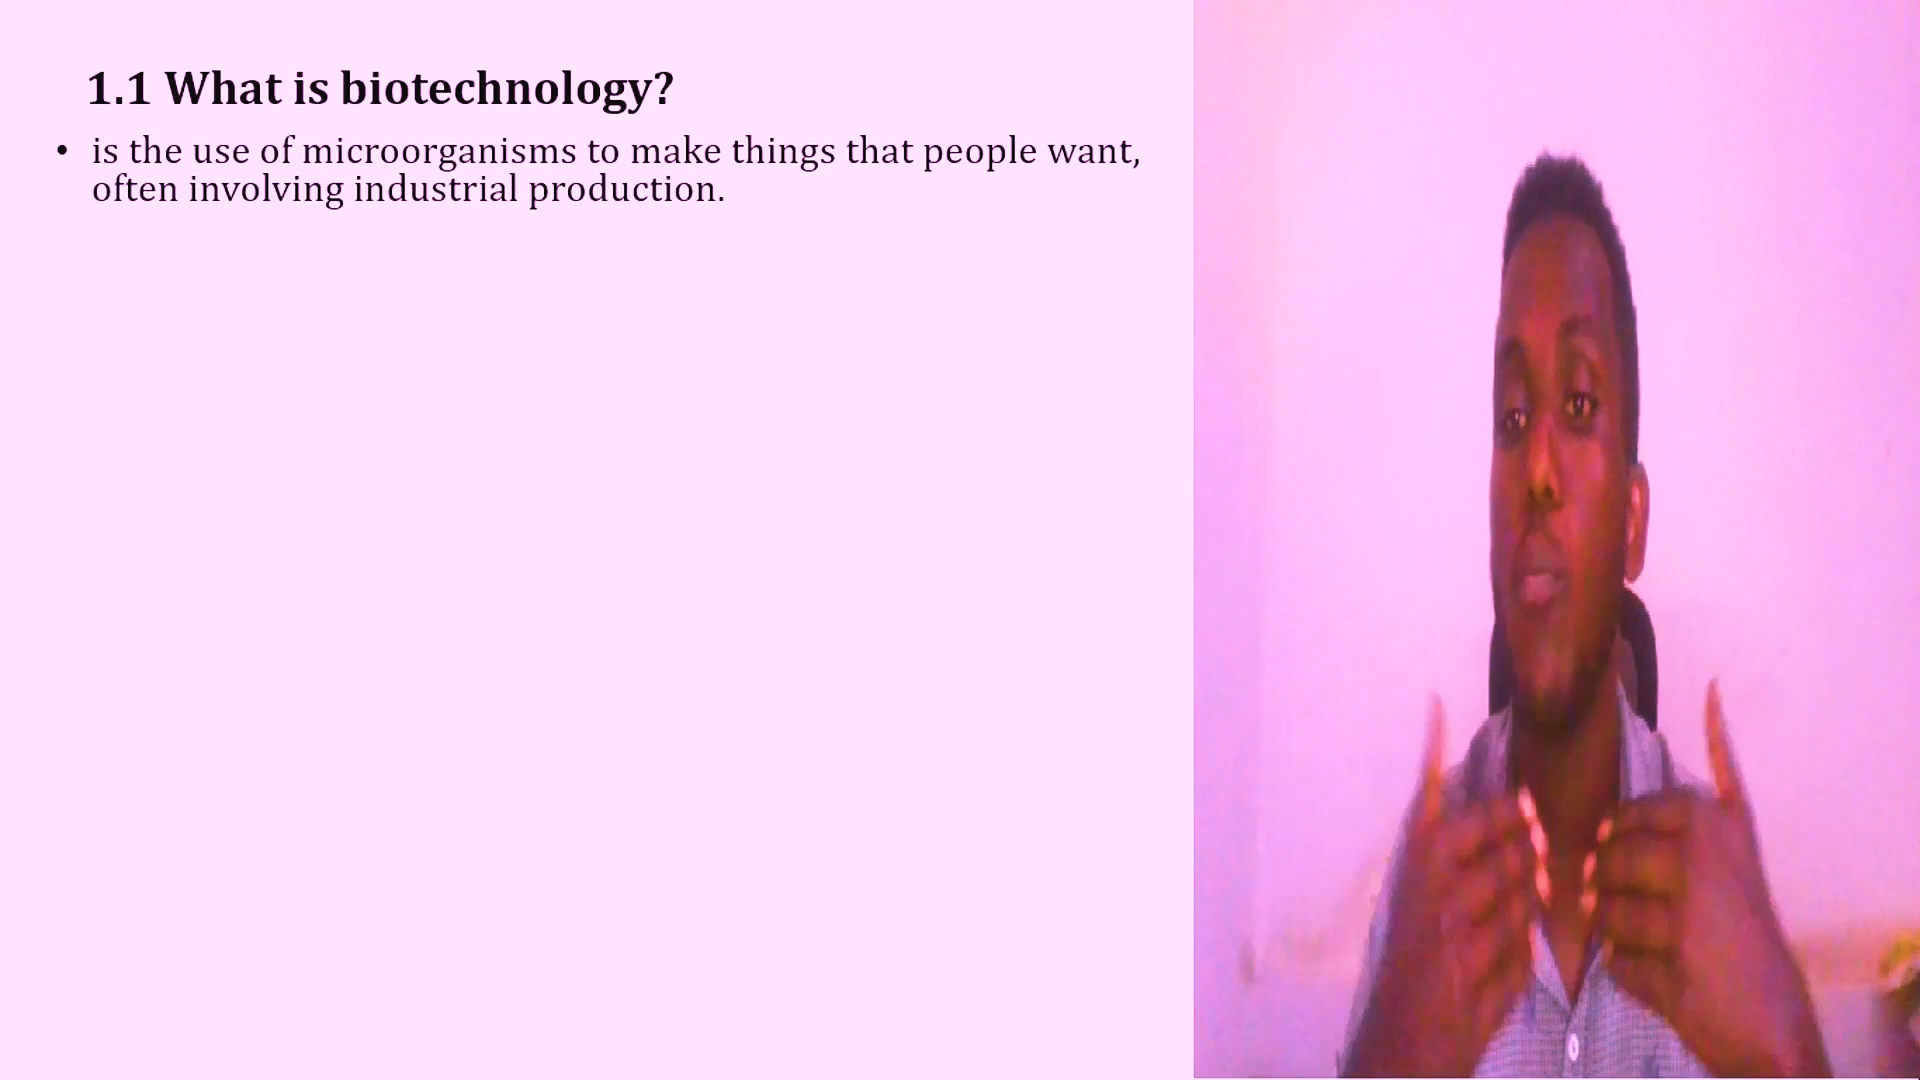 1.1 What is biotechnology?
• is the use of microorganisms to make things that people want,
often involving industrial production.